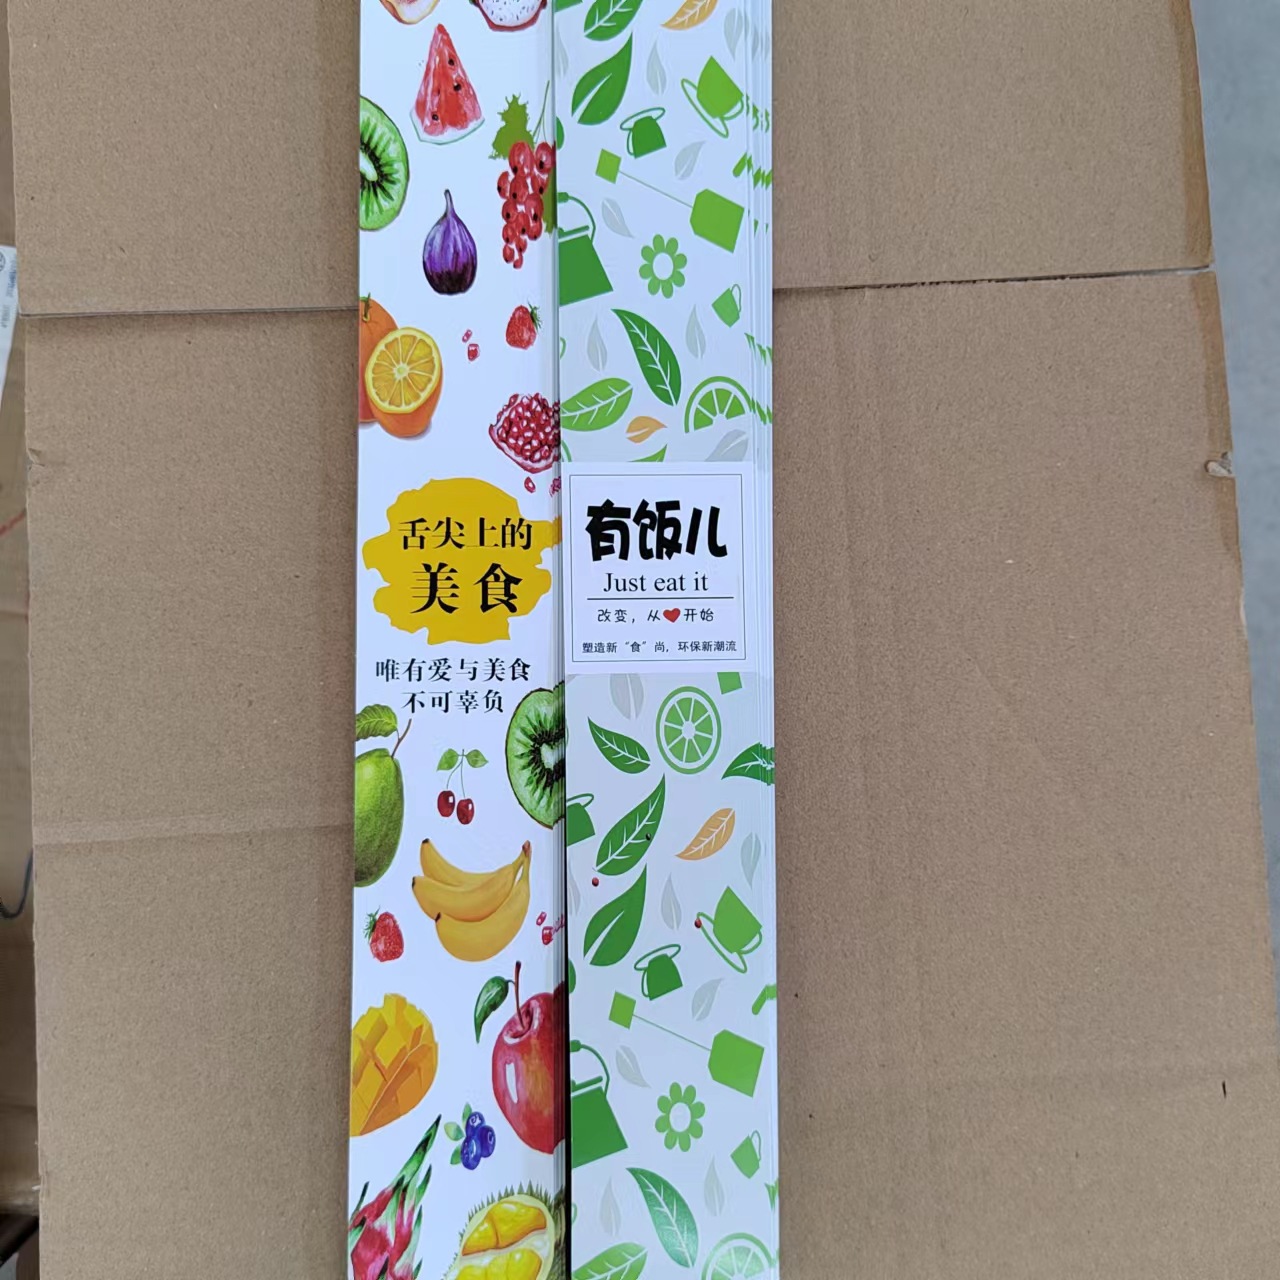 舌尖上的
美食
唯有爱与美食
不可辜负
有饭儿
Just eat it
改变，从❤开始
塑造新“食”尚，环保新潮流